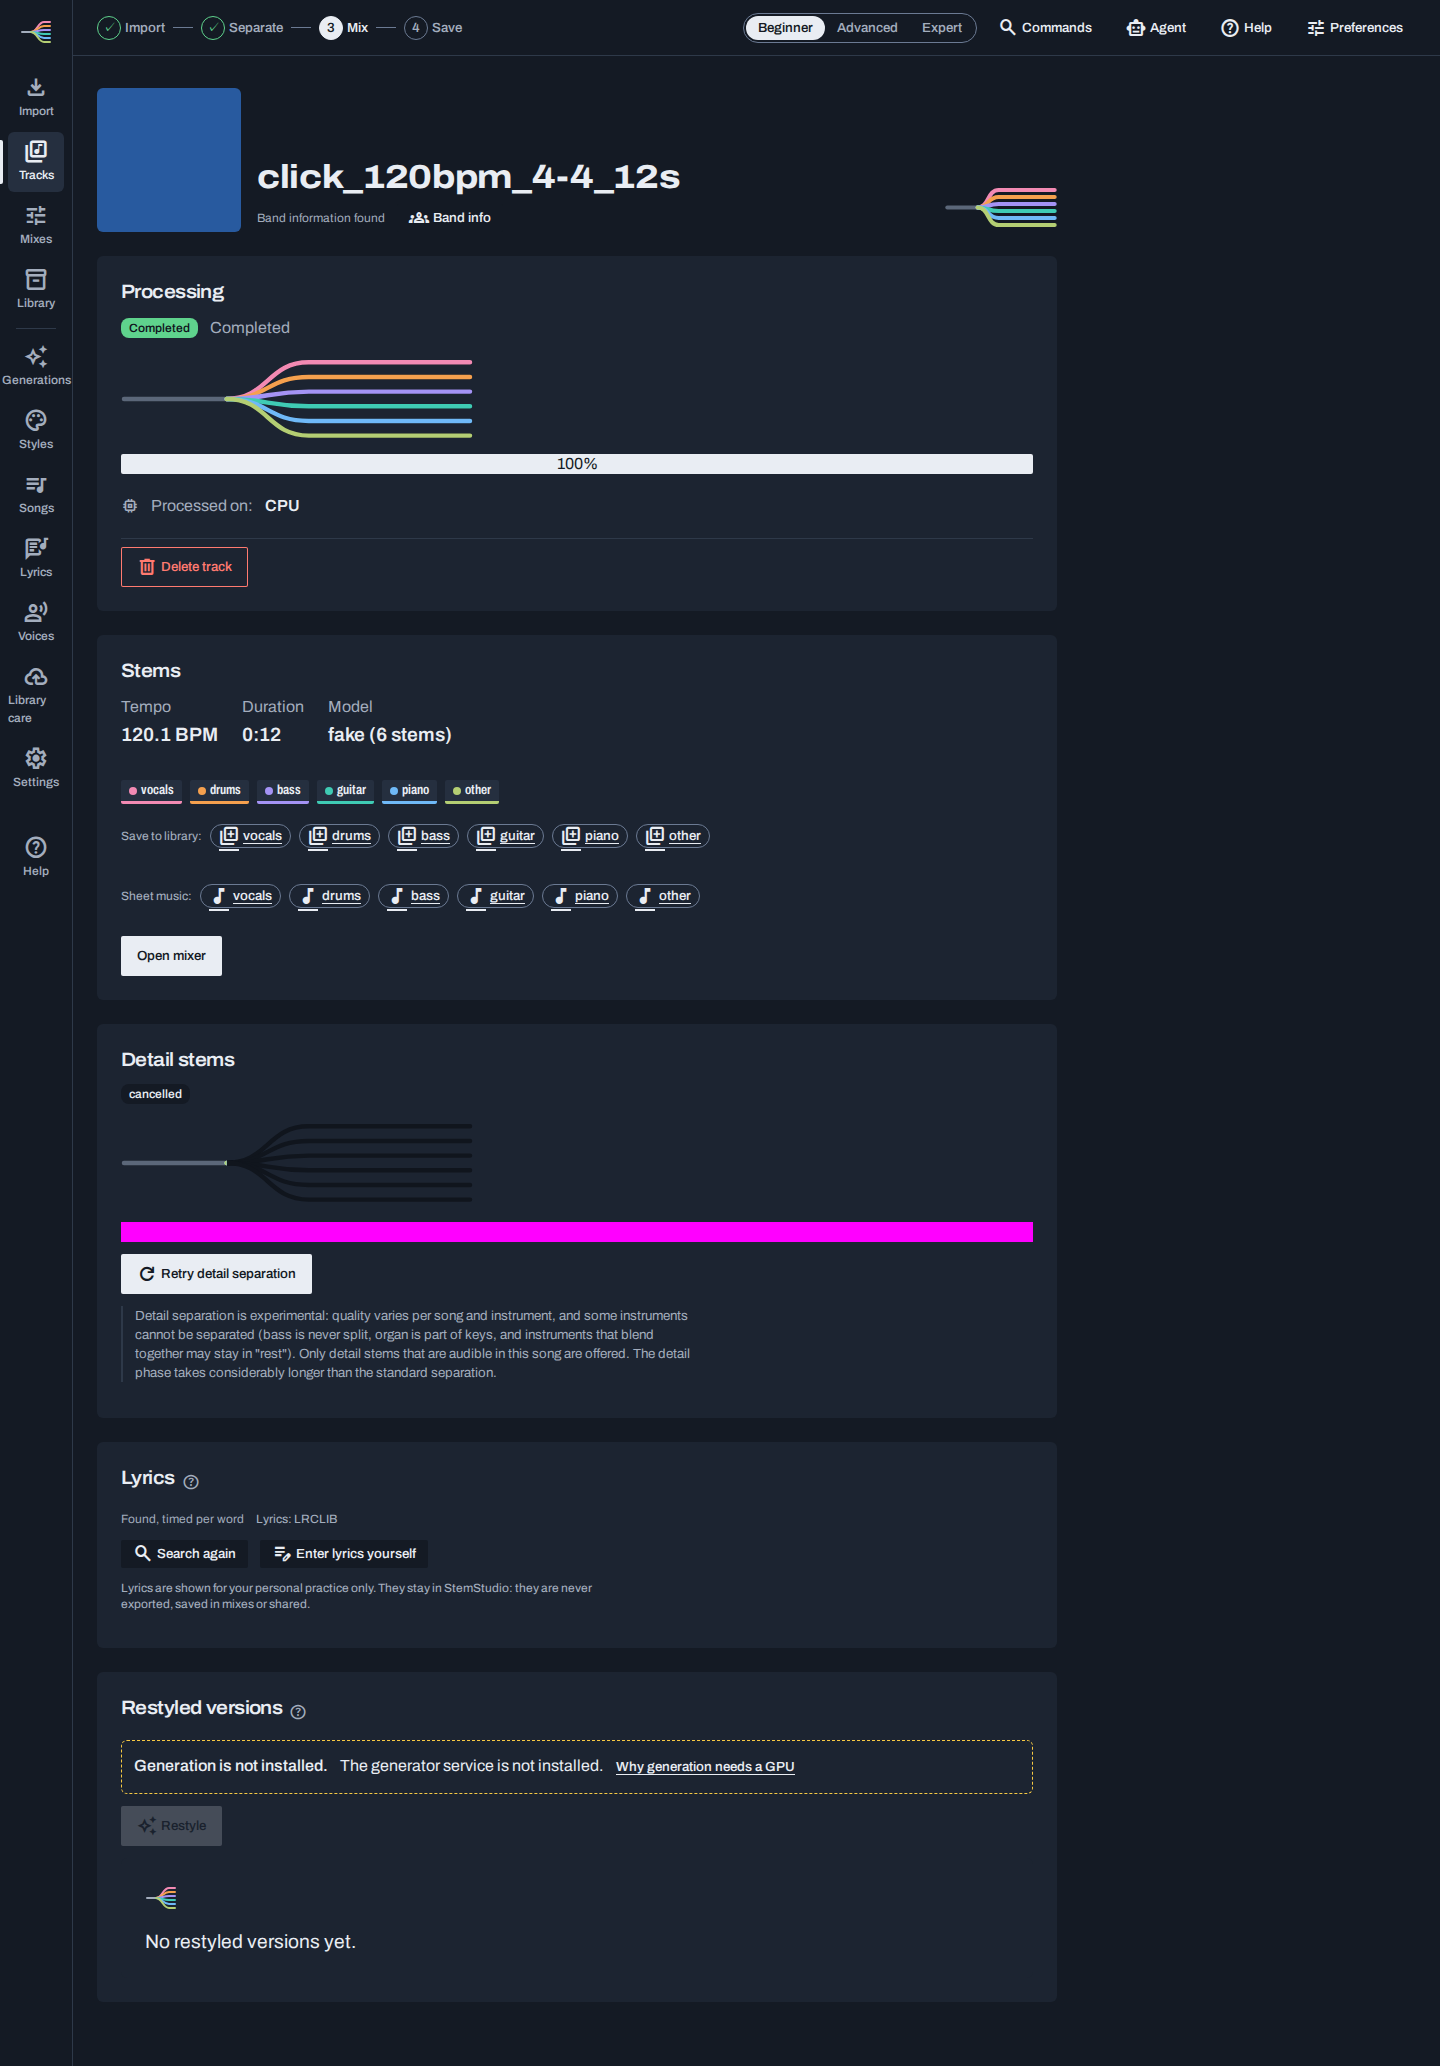 Import
Separate
3 Mix
4 Save
Beginner
Advanced
Expert
Commands
Agent
Help
Preferences
Import
Tracks
Mixes
Library
Generations
Styles
Songs
Lyrics
Voices
Library
care
Settings
Help
click_120bpm_4-4_12s
Band information found
Band info
Processing
Completed Completed
100%
Processed on: CPU
Delete track
Stems
Tempo Duration Model
120.1 BPM 0:12 fake (6 stems)
vocals drums bass guitar piano other
Save to library: vocals drums bass guitar piano other
Sheet music: vocals drums bass guitar piano other
Open mixer
Detail stems
cancelled
Retry detail separation
Detail separation is experimental: quality varies per song and instrument, and some instruments
cannot be separated (bass is never split, organ is part of keys, and instruments that blend
together may stay in "rest"). Only detail stems that are audible in this song are offered. The detail
phase takes considerably longer than the standard separation.
Lyrics
Found, timed per word Lyrics: LRCLIB
Search again Enter lyrics yourself
Lyrics are shown for your personal practice only. They stay in StemStudio: they are never
exported, saved in mixes or shared.
Restyled versions
Generation is not installed. The generator service is not installed. Why generation needs a GPU
Restyle
No restyled versions yet.